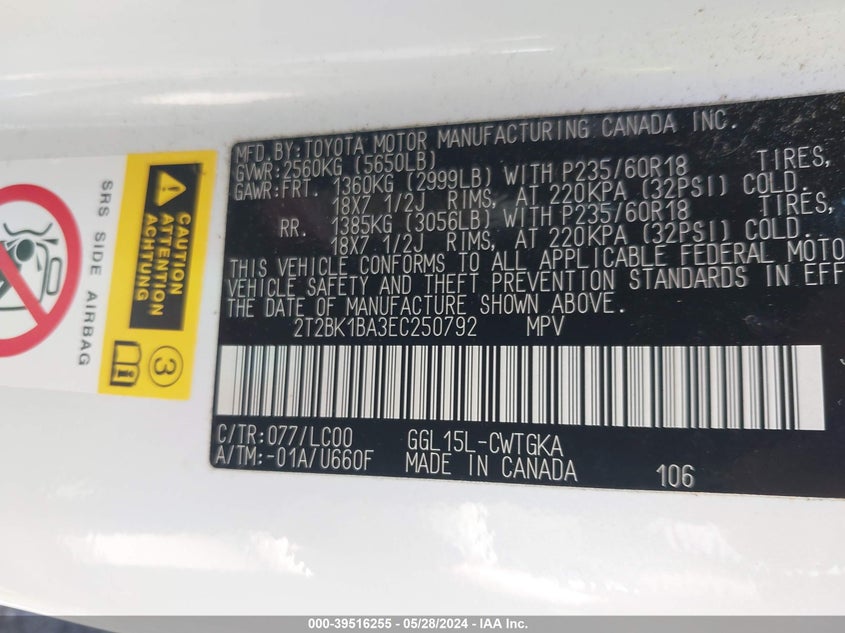 MFD.BY:TOYOTA MOTOR MANUFACTURING CANADA INC.
GVWR:2560KG (5650LB)
GAWR:FRT. 1360KG (2999LB) WITH P235/60R18 TIRES,
18X7 1/2J RIMS, AT 220KPA (32PSI) COLD.
RR. 1385KG (3056LB) WITH P235/60R18 TIRES,
18X7 1/2J RIMS, AT 220KPA (32PSI) COLD.
THIS VEHICLE CONFORMS TO ALL APPLICABLE FEDERAL MOTO
VEHICLE SAFETY AND THEFT PREVENTION STANDARDS IN EFF
THE DATE OF MANUFACTURE SHOWN ABOVE.
2T2BK1BA3EC250792 MPV
C/TR:077/LC00 GGL15L-CWTGKA
A/TM:-01A/U660F MADE IN CANADA 106
CAUTION
ATTENTION
ACHTUNG
SRS SIDE AIRBAG
3
i
000-39516255 - 05/28/2024 - IAA Inc.